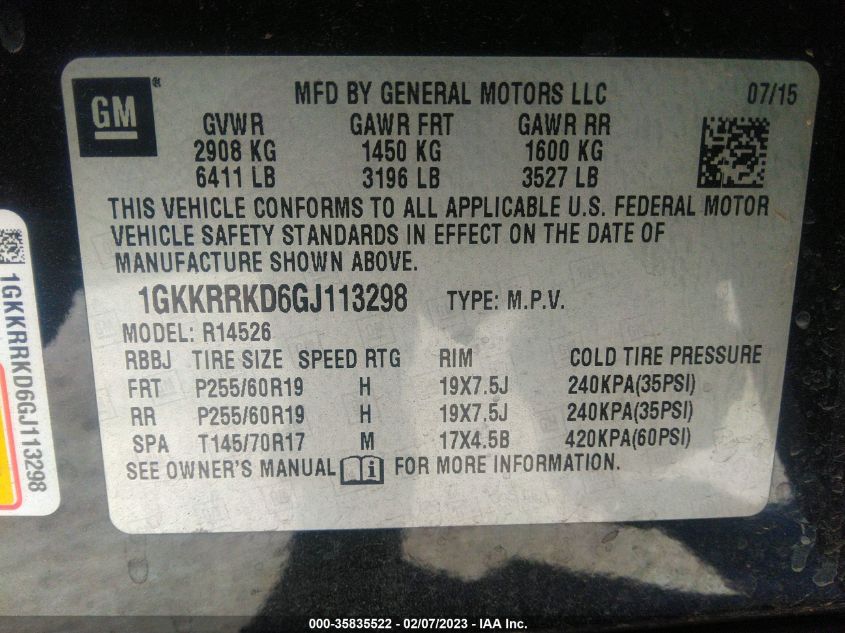 GM
MFD BY GENERAL MOTORS LLC 07/15
GVWR GAWR FRT GAWR RR
2908 KG 1450 KG 1600 KG
6411 LB 3196 LB 3527 LB
THIS VEHICLE CONFORMS TO ALL APPLICABLE U.S. FEDERAL MOTOR
VEHICLE SAFETY STANDARDS IN EFFECT ON THE DATE OF
MANUFACTURE SHOWN ABOVE.
1GKKRRKD6GJ113298 TYPE: M.P.V.
MODEL: R14526
RBBJ TIRE SIZE SPEED RTG RIM COLD TIRE PRESSURE
FRT P255/60R19 H 19X7.5J 240KPA(35PSI)
RR P255/60R19 H 19X7.5J 240KPA(35PSI)
SPA T145/70R17 M 17X4.5B 420KPA(60PSI)
SEE OWNER'S MANUAL i FOR MORE INFORMATION.
1GKKRRKD6GJ113298
000-35835522 - 02/07/2023 - IAA Inc.